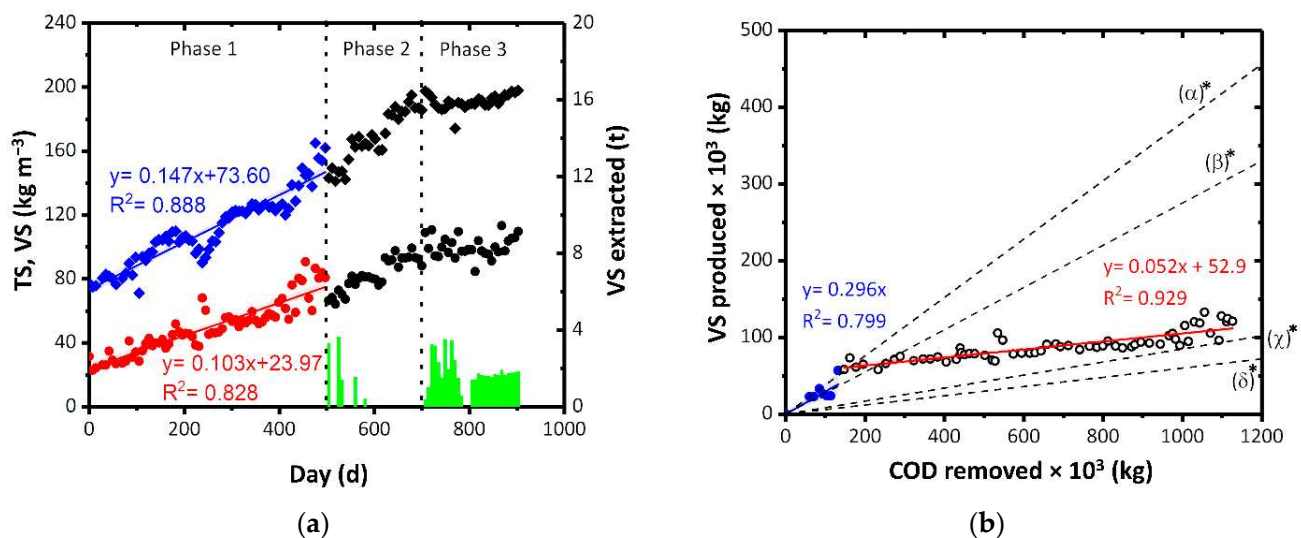 240
200
160
120
80
40
0
TS, VS (kg m⁻³)
Phase 1
Phase 2
Phase 3
y= 0.147x+73.60
R²= 0.888
y= 0.103x+23.97
R²= 0.828
20
16
12
8
4
0
VS extracted (t)
0 200 400 600 800 1000
Day (d)
(a)
500
400
300
200
100
0
VS produced × 10³ (kg)
(α)*
(β)*
y= 0.296x
R²= 0.799
y= 0.052x + 52.9
R²= 0.929
(χ)*
(δ)*
0 200 400 600 800 1000 1200
COD removed × 10³ (kg)
(b)